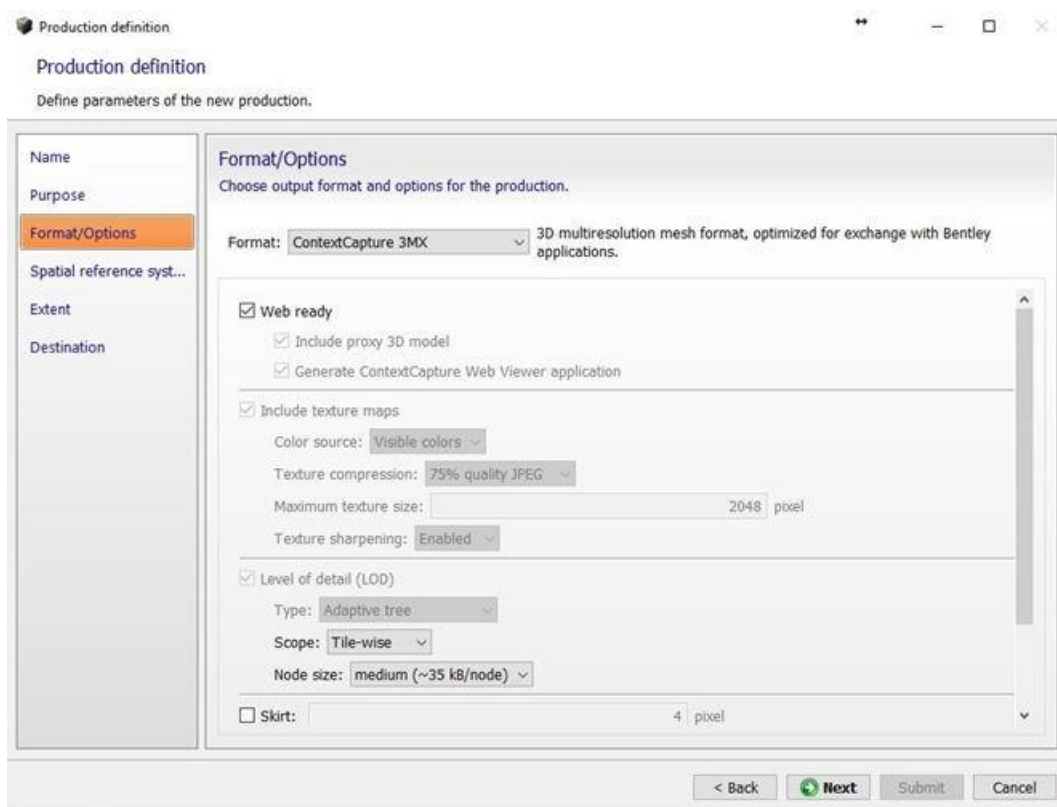 Production definition
Production definition
Define parameters of the new production.
Name
Purpose
Format/Options
Spatial reference syst...
Extent
Destination
Format/Options
Choose output format and options for the production.
Format: ContextCapture 3MX
3D multiresolution mesh format, optimized for exchange with Bentley
applications.
Web ready
Include proxy 3D model
Generate ContextCapture Web Viewer application
Include texture maps
Color source: Visible colors
Texture compression: 75% quality JPEG
Maximum texture size: 2048 pixel
Texture sharpening: Enabled
Level of detail (LOD)
Type: Adaptive tree
Scope: Tile-wise
Node size: medium (~35 kB/node)
Skirt: 4 pixel
< Back Next Submit Cancel